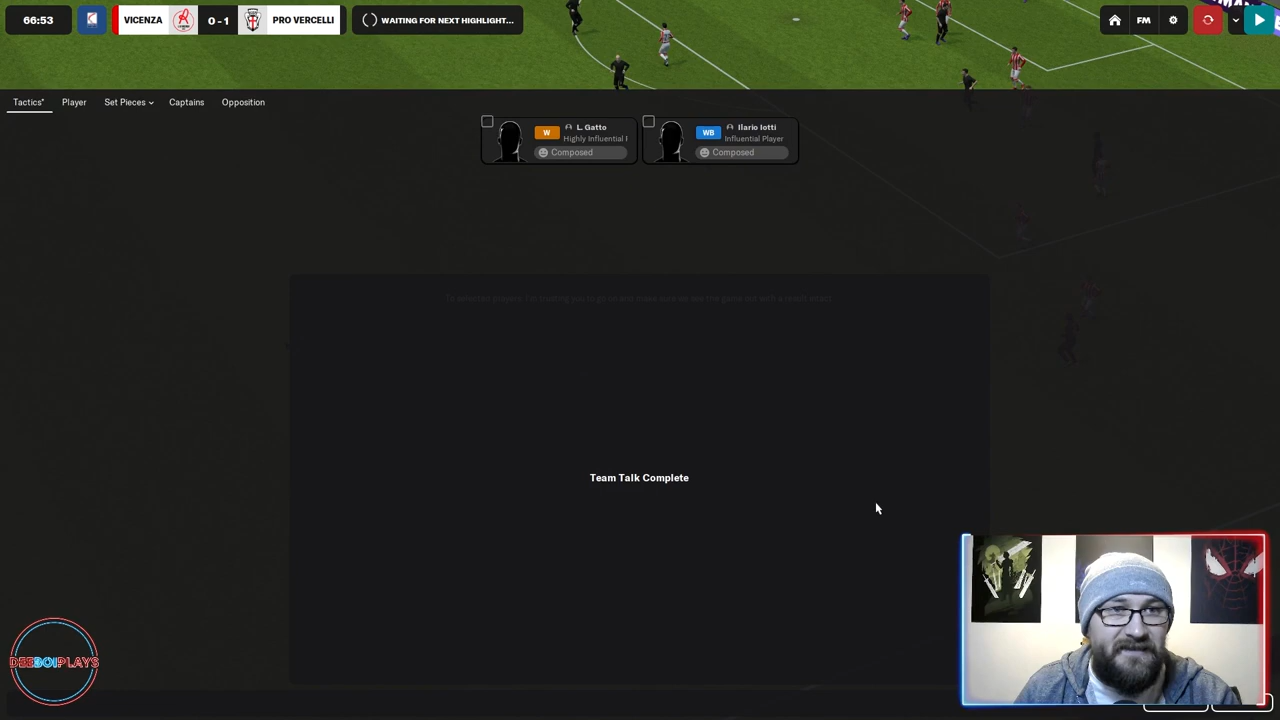 66:53
VICENZA
0 - 1
PRO VERCELLI
WAITING FOR NEXT HIGHLIGHT...
FM
Tactics*
Player
Set Pieces
Captains
Opposition
W
L. Gatto
Highly Influential
Composed
WB
Ilario Iotti
Influential Player
Composed
Team Talk Complete
DEEBOIPLAYS